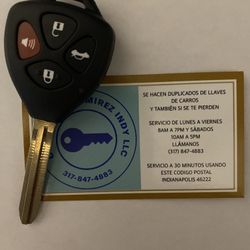 RAMIREZ INDY LLC
317-847-4883
SE HACEN DUPLICADOS DE LLAVES
DE CARROS
Y TAMBIÉN SI SE TE PIERDEN
SERVICIO DE LUNES A VIERNES
8AM A 7PM Y SÁBADOS
10AM A 5PM
LLÁMANOS
(317) 847-4883
SERVICIO A 30 MINUTOS USANDO
ESTE CODIGO POSTAL
INDIANAPOLIS 46222